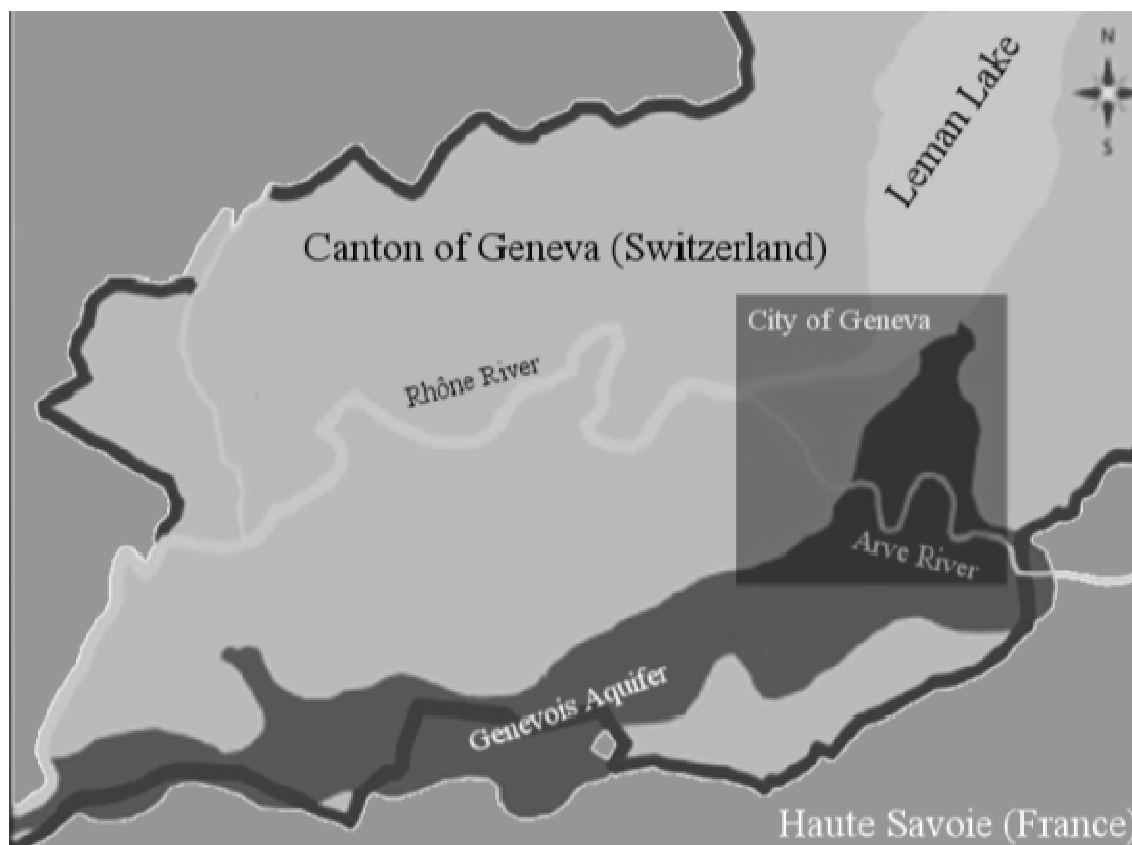 N
Leman Lake
S
Canton of Geneva (Switzerland)
City of Geneva
Rhône River
Arve River
Genevois Aquifer
Haute Savoie (France)